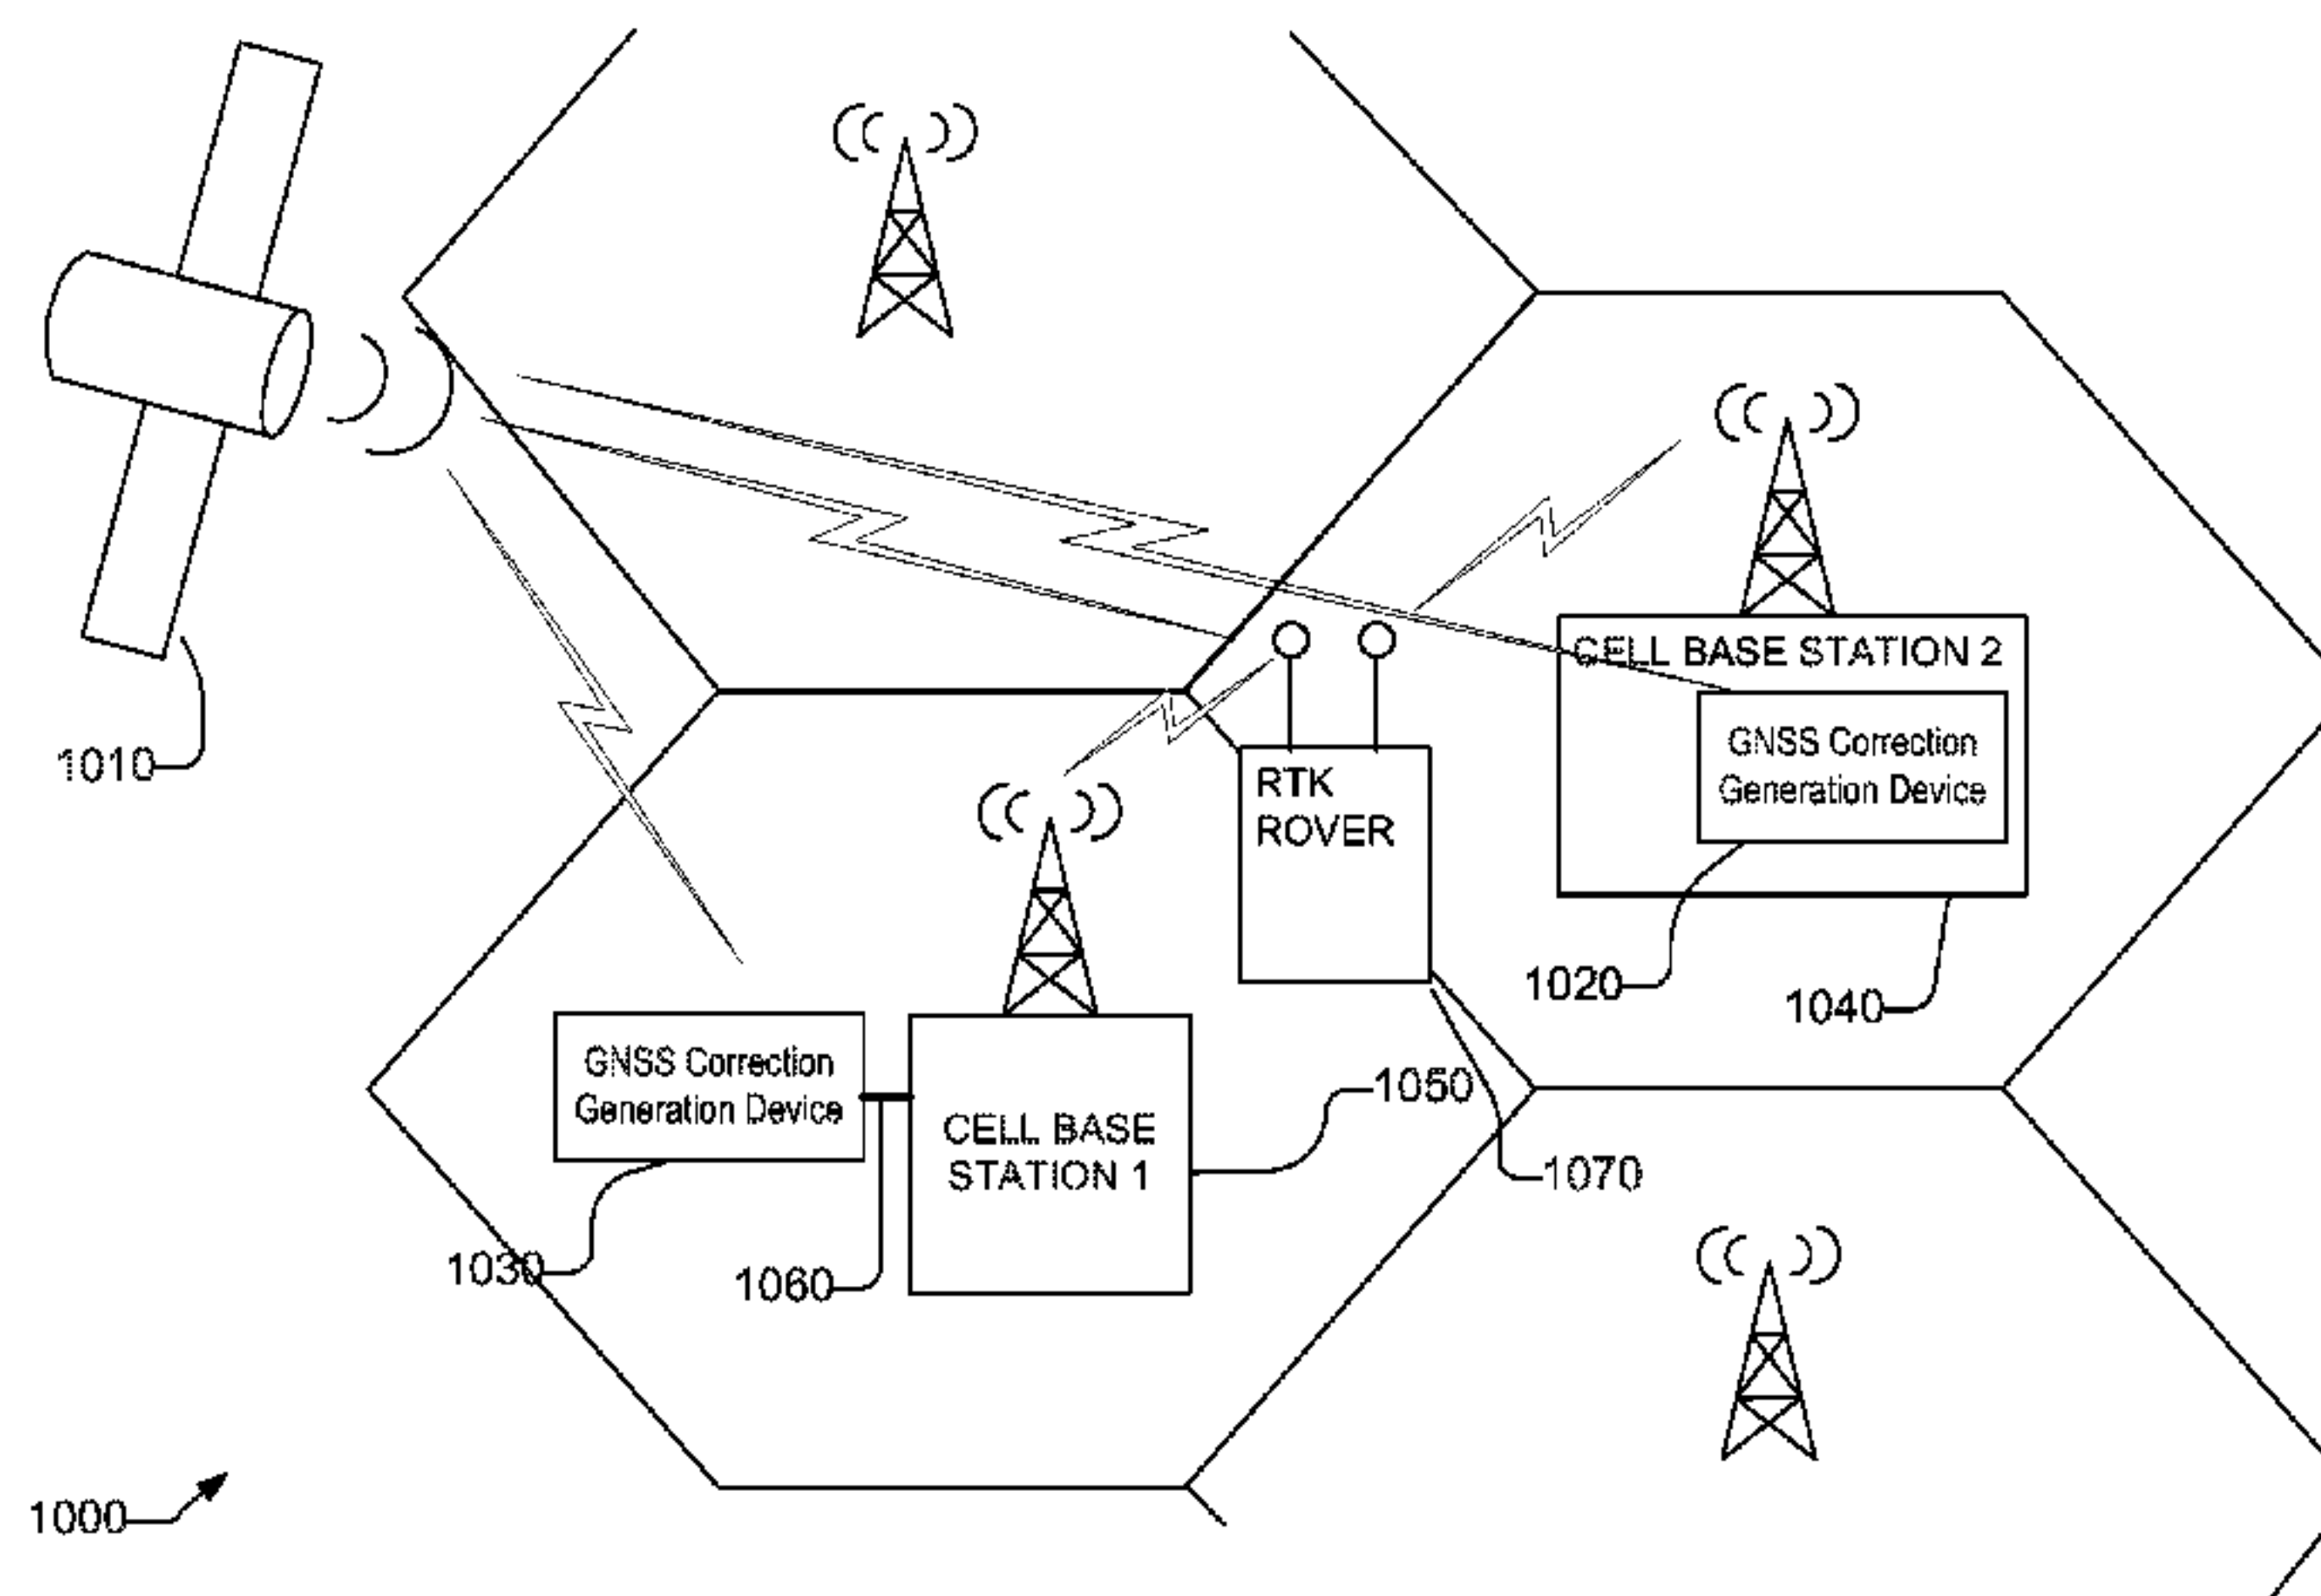 CELL BASE STATION 2
GNSS Correction
Generation Device
1010
RTK
ROVER
1020
1040
GNSS Correction
Generation Device
1050
CELL BASE
STATION 1
1070
1030
1060
1000